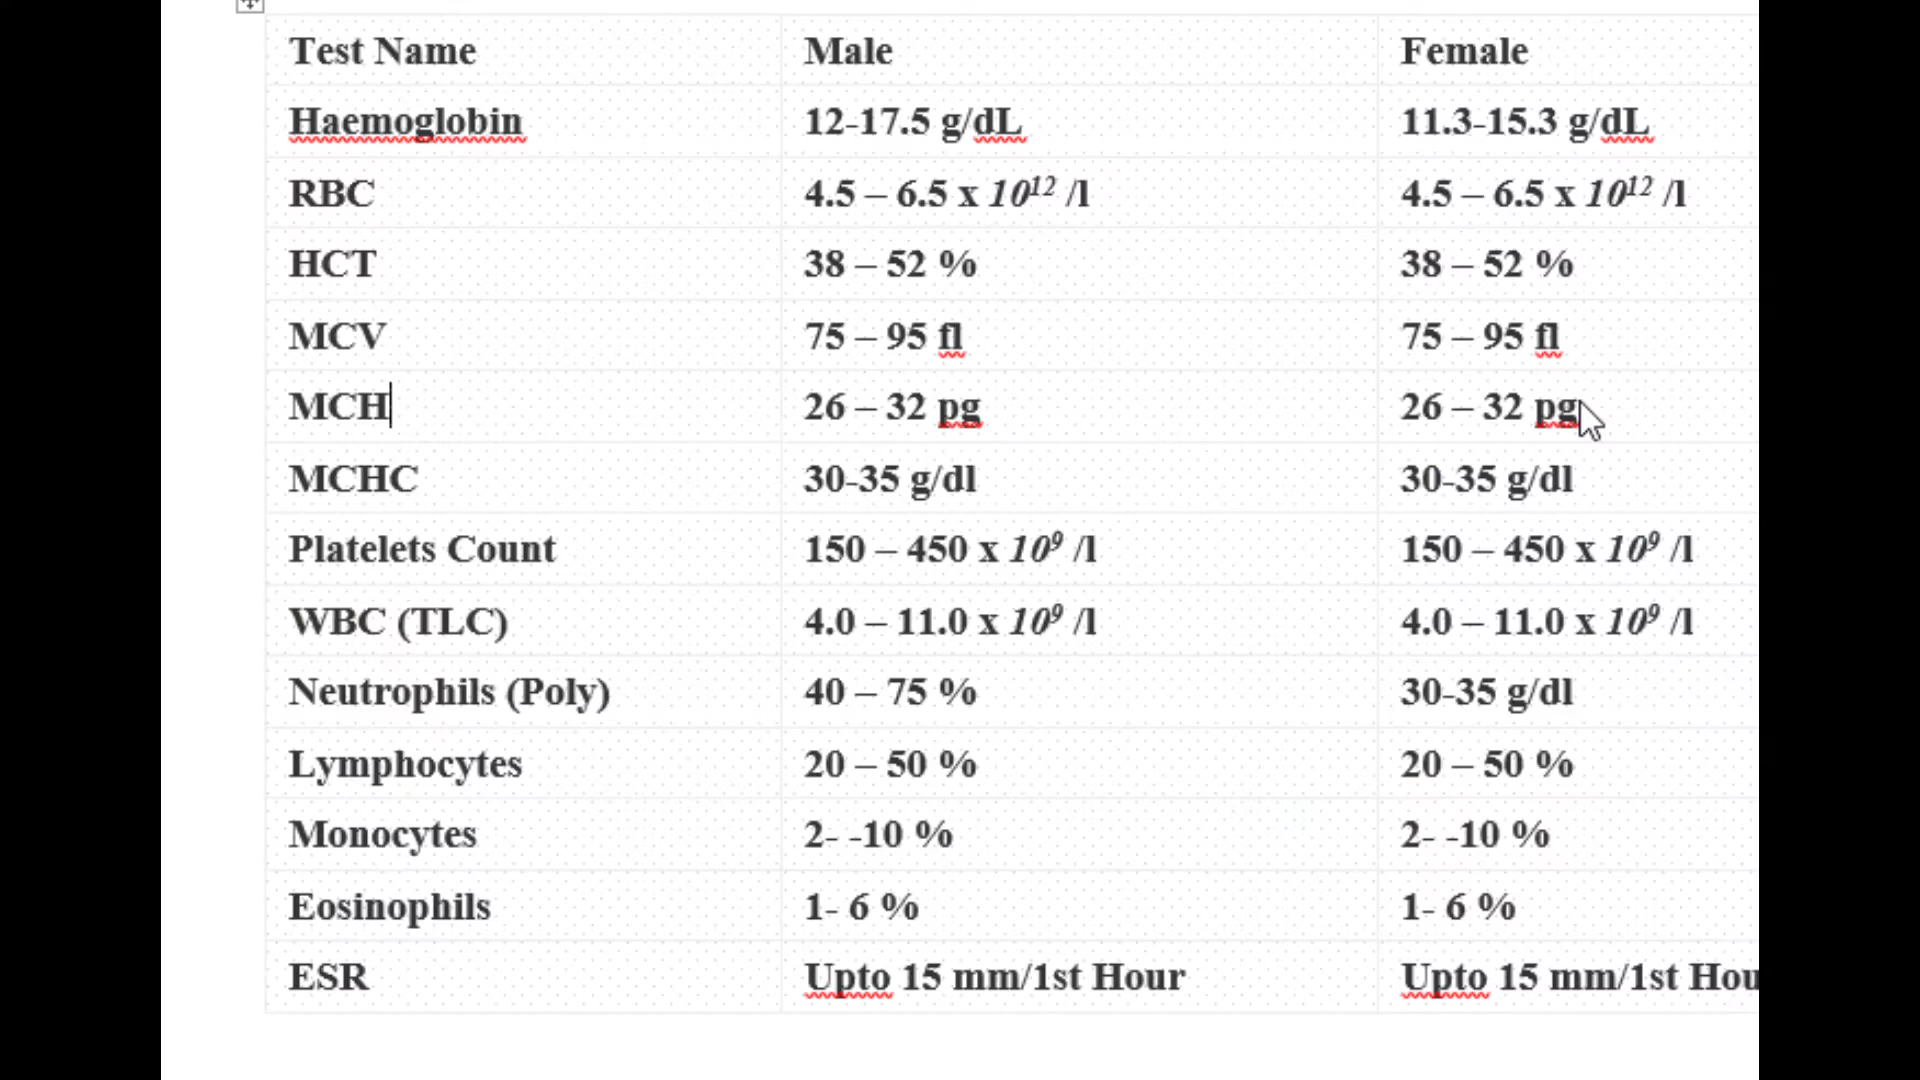 Test Name Male Female
Haemoglobin 12-17.5 g/dL 11.3-15.3 g/dL
RBC 4.5 – 6.5 x 10¹² /l 4.5 – 6.5 x 10¹² /l
HCT 38 – 52 % 38 – 52 %
MCV 75 – 95 fl 75 – 95 fl
MCH 26 – 32 pg 26 – 32 pg
MCHC 30-35 g/dl 30-35 g/dl
Platelets Count 150 – 450 x 10⁹ /l 150 – 450 x 10⁹ /l
WBC (TLC) 4.0 – 11.0 x 10⁹ /l 4.0 – 11.0 x 10⁹ /l
Neutrophils (Poly) 40 – 75 % 30-35 g/dl
Lymphocytes 20 – 50 % 20 – 50 %
Monocytes 2- -10 % 2- -10 %
Eosinophils 1- 6 % 1- 6 %
ESR Upto 15 mm/1st Hour Upto 15 mm/1st Hou